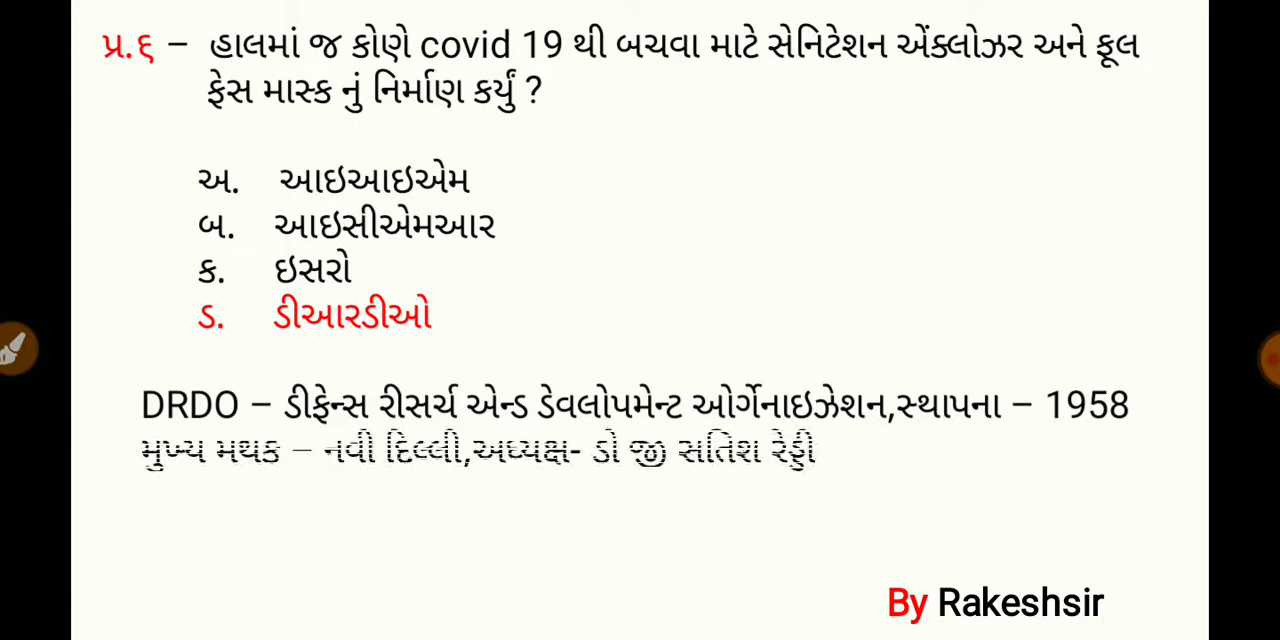 પ્ર.૬ – હાલમાં જ કોણે covid 19 થી બચવા માટે સેનિટેશન એંક્લોઝર અને ફૂલ
ફેસ માસ્ક નું નિર્માણ કર્યું ?
અ. આઇઆઇએમ
બ. આઇસીએમઆર
ક. ઇસરો
ડ. ડીઆરડીઓ
DRDO – ડીફેન્સ રીસર્ચ એન્ડ ડેવલોપમેન્ટ ઓર્ગેનાઇઝેશન,સ્થાપના – 1958
મુખ્ય મથક – નવી દિલ્લી,અધ્યક્ષ- ડો જી સતિશ રેડ્ડી
By Rakeshsir